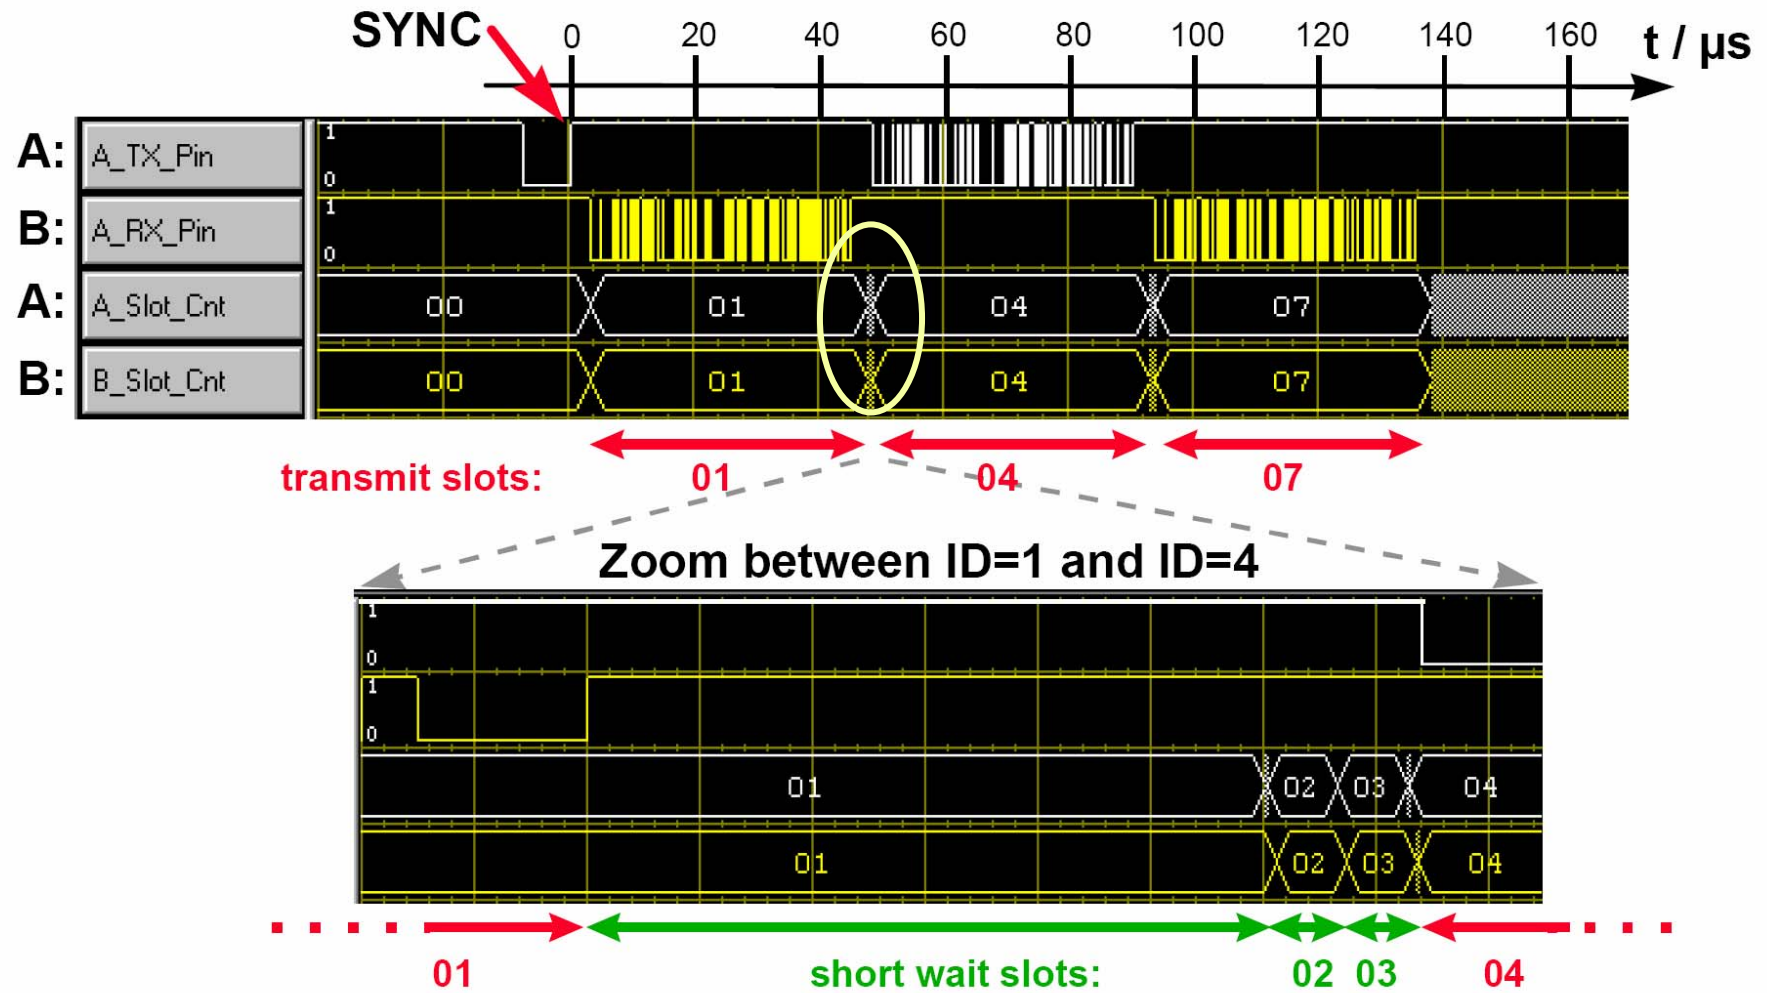 SYNC 0 20 40 60 80 100 120 140 160 t / µs
A: A_TX_Pin 1 0
B: A_RX_Pin 1 0
A: A_Slot_Cnt 00 01 04 07
B: B_Slot_Cnt 00 01 04 07
transmit slots: 01 04 07
Zoom between ID=1 and ID=4
1
0
1
0
01 02 03 04
01 02 03 04
01 short wait slots: 02 03 04